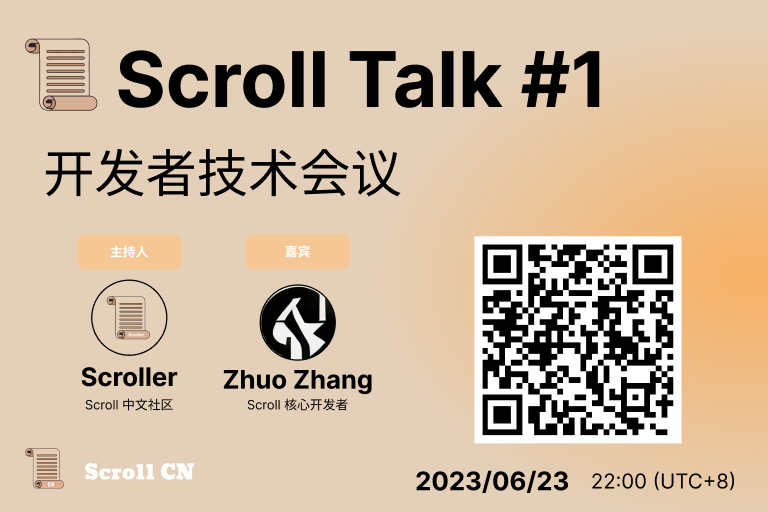 Scroll Talk #1
开发者技术会议
主持人
嘉宾
Scroller
Scroll 中文社区
Zhuo Zhang
Scroll 核心开发者
Scroll CN
2023/06/23 22:00 (UTC+8)